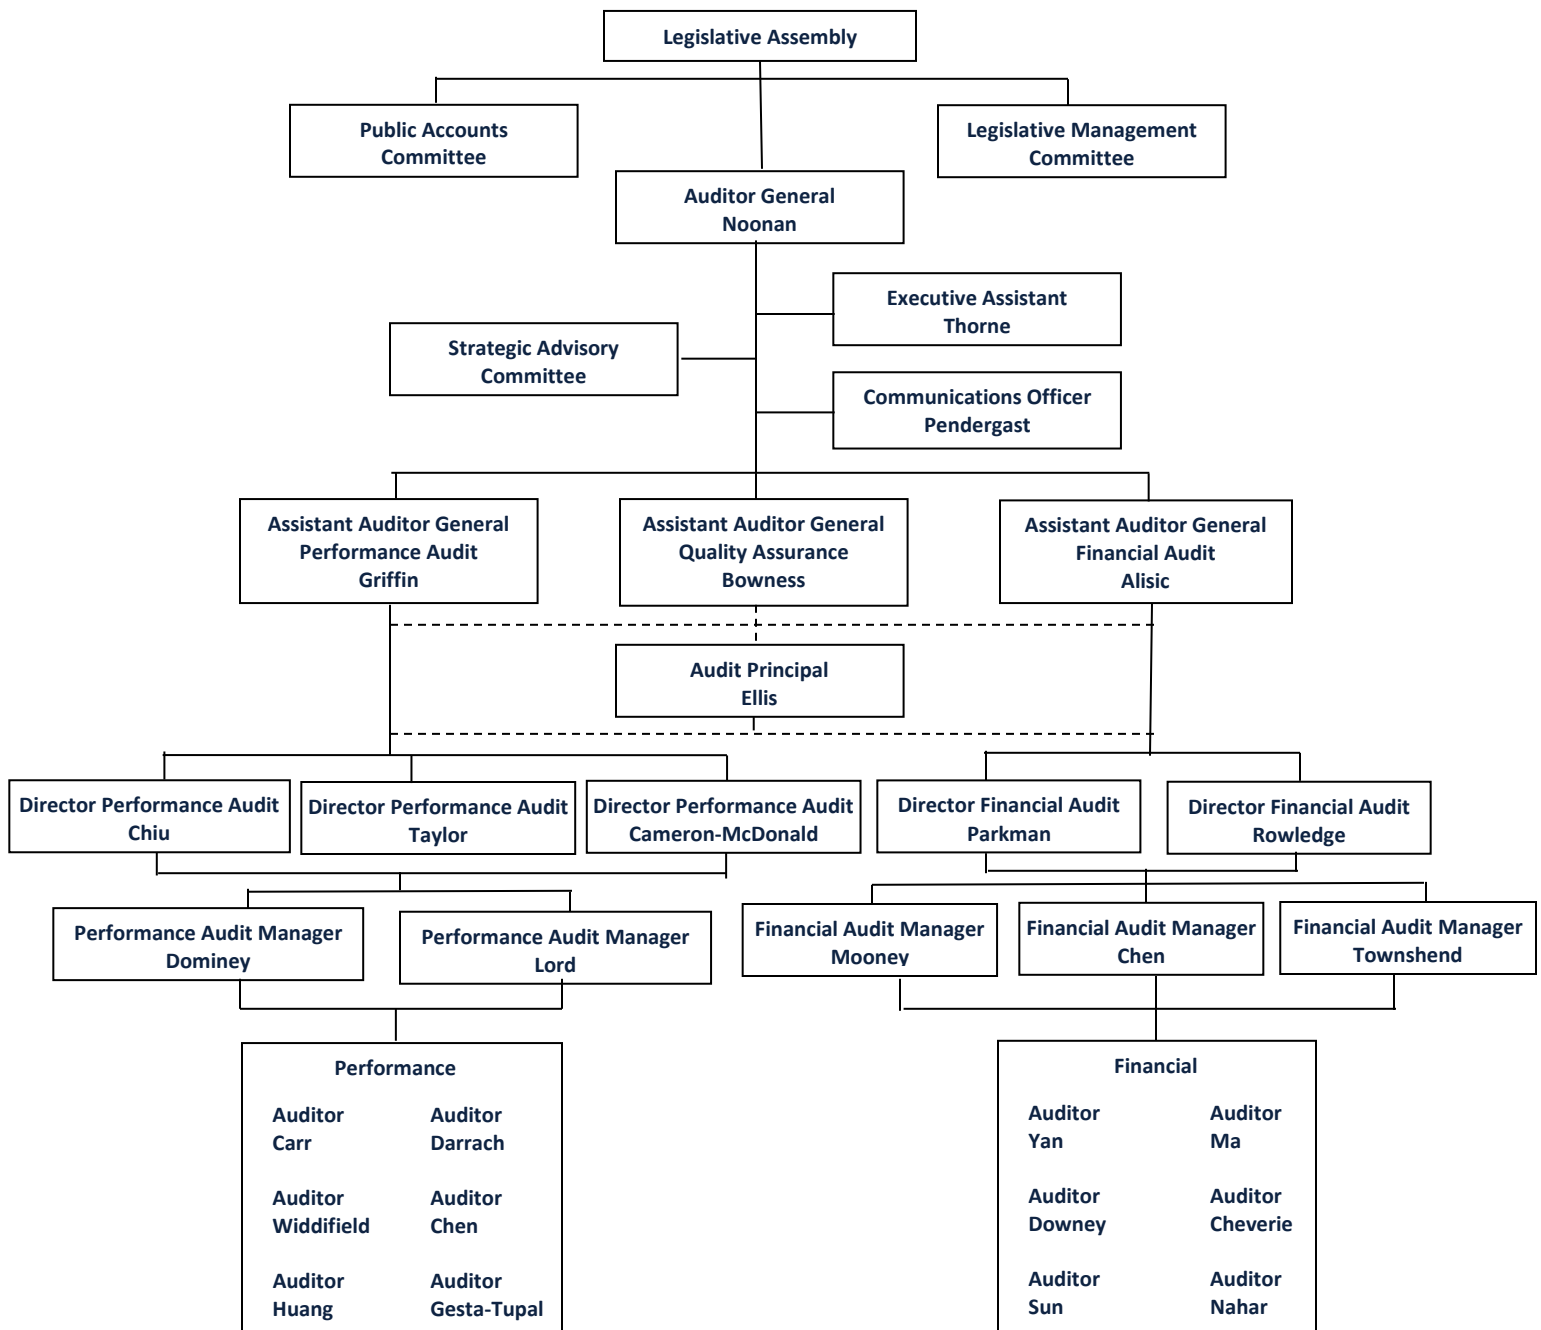 Legislative Assembly
Public Accounts
Committee
Legislative Management
Committee
Auditor General
Noonan
Executive Assistant
Thorne
Strategic Advisory
Committee
Communications Officer
Pendergast
Assistant Auditor General
Performance Audit
Griffin
Assistant Auditor General
Quality Assurance
Bowness
Assistant Auditor General
Financial Audit
Alisic
Audit Principal
Ellis
Director Performance Audit
Chiu
Director Performance Audit
Taylor
Director Performance Audit
Cameron-McDonald
Director Financial Audit
Parkman
Director Financial Audit
Rowledge
Performance Audit Manager
Dominey
Performance Audit Manager
Lord
Financial Audit Manager
Mooney
Financial Audit Manager
Chen
Financial Audit Manager
Townshend
Performance
Auditor Auditor
Carr Darrach
Auditor Auditor
Widdifield Chen
Auditor Auditor
Huang Gesta-Tupal
Financial
Auditor Auditor
Yan Ma
Auditor Auditor
Downey Cheverie
Auditor Auditor
Sun Nahar